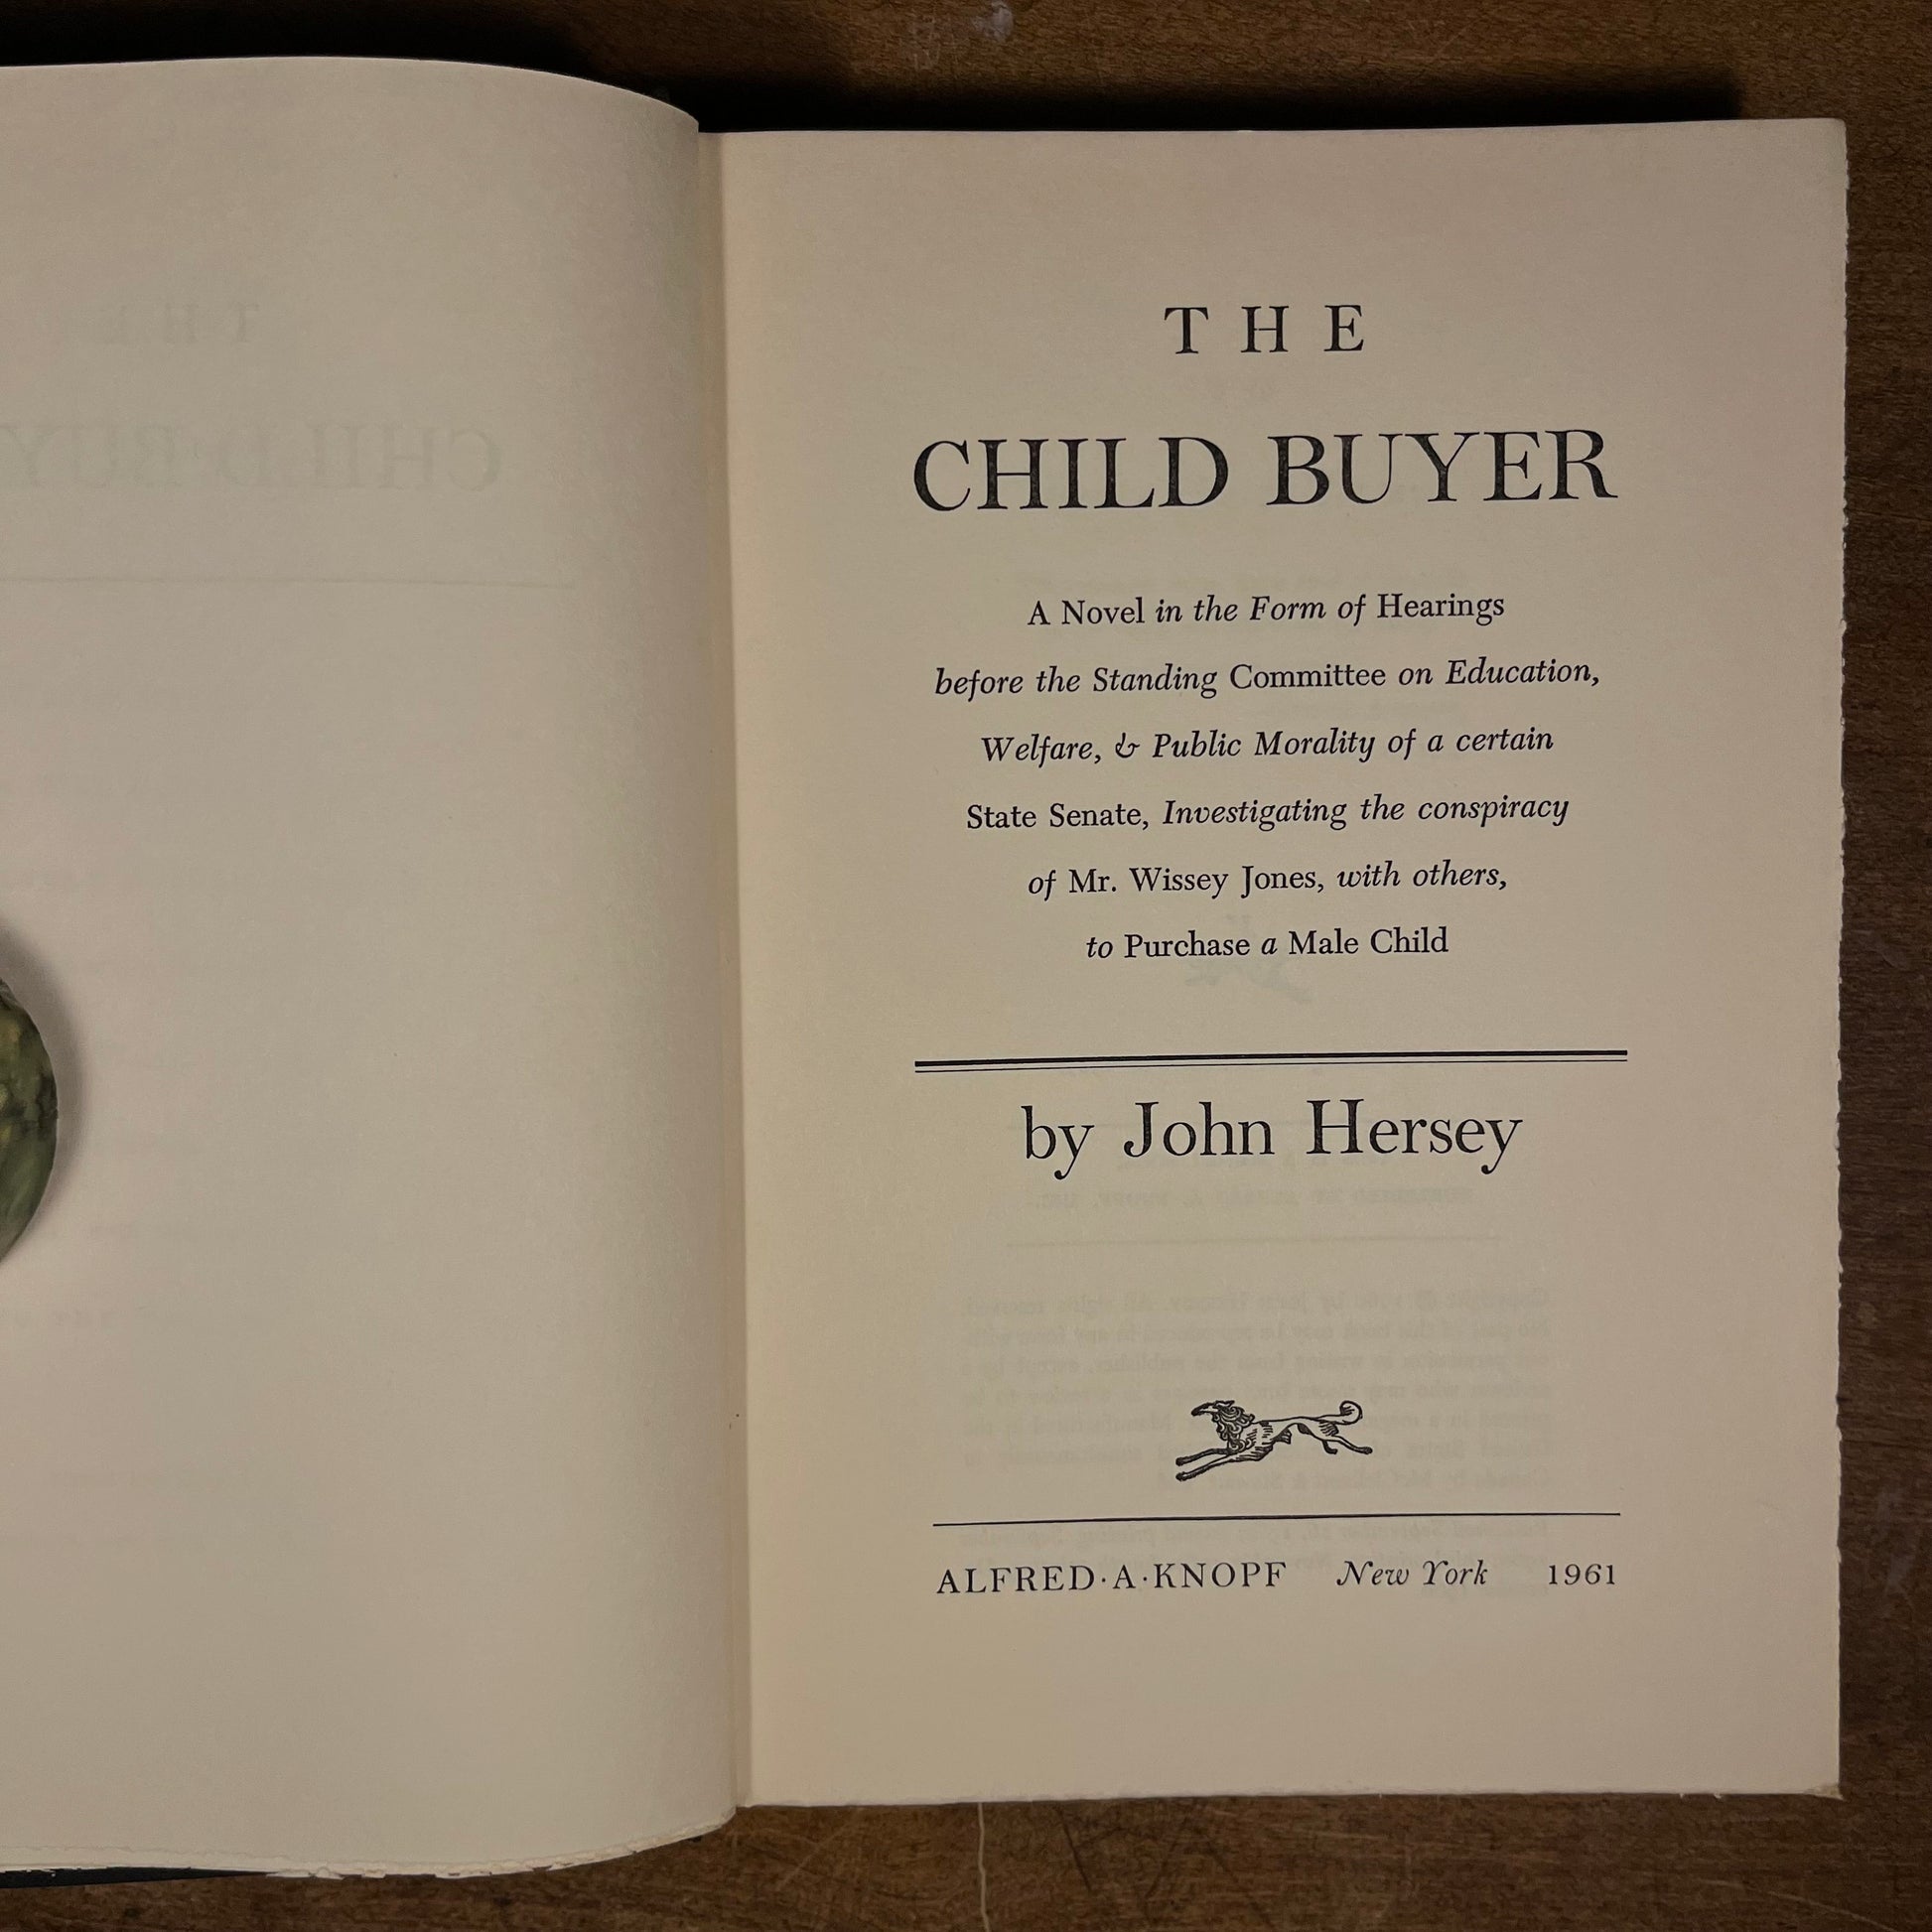 THE
CHILD BUYER
A Novel in the Form of Hearings
before the Standing Committee on Education,
Welfare, & Public Morality of a certain
State Senate, Investigating the conspiracy
of Mr. Wissey Jones, with others,
to Purchase a Male Child
by John Hersey
ALFRED·A·KNOPF New York 1961